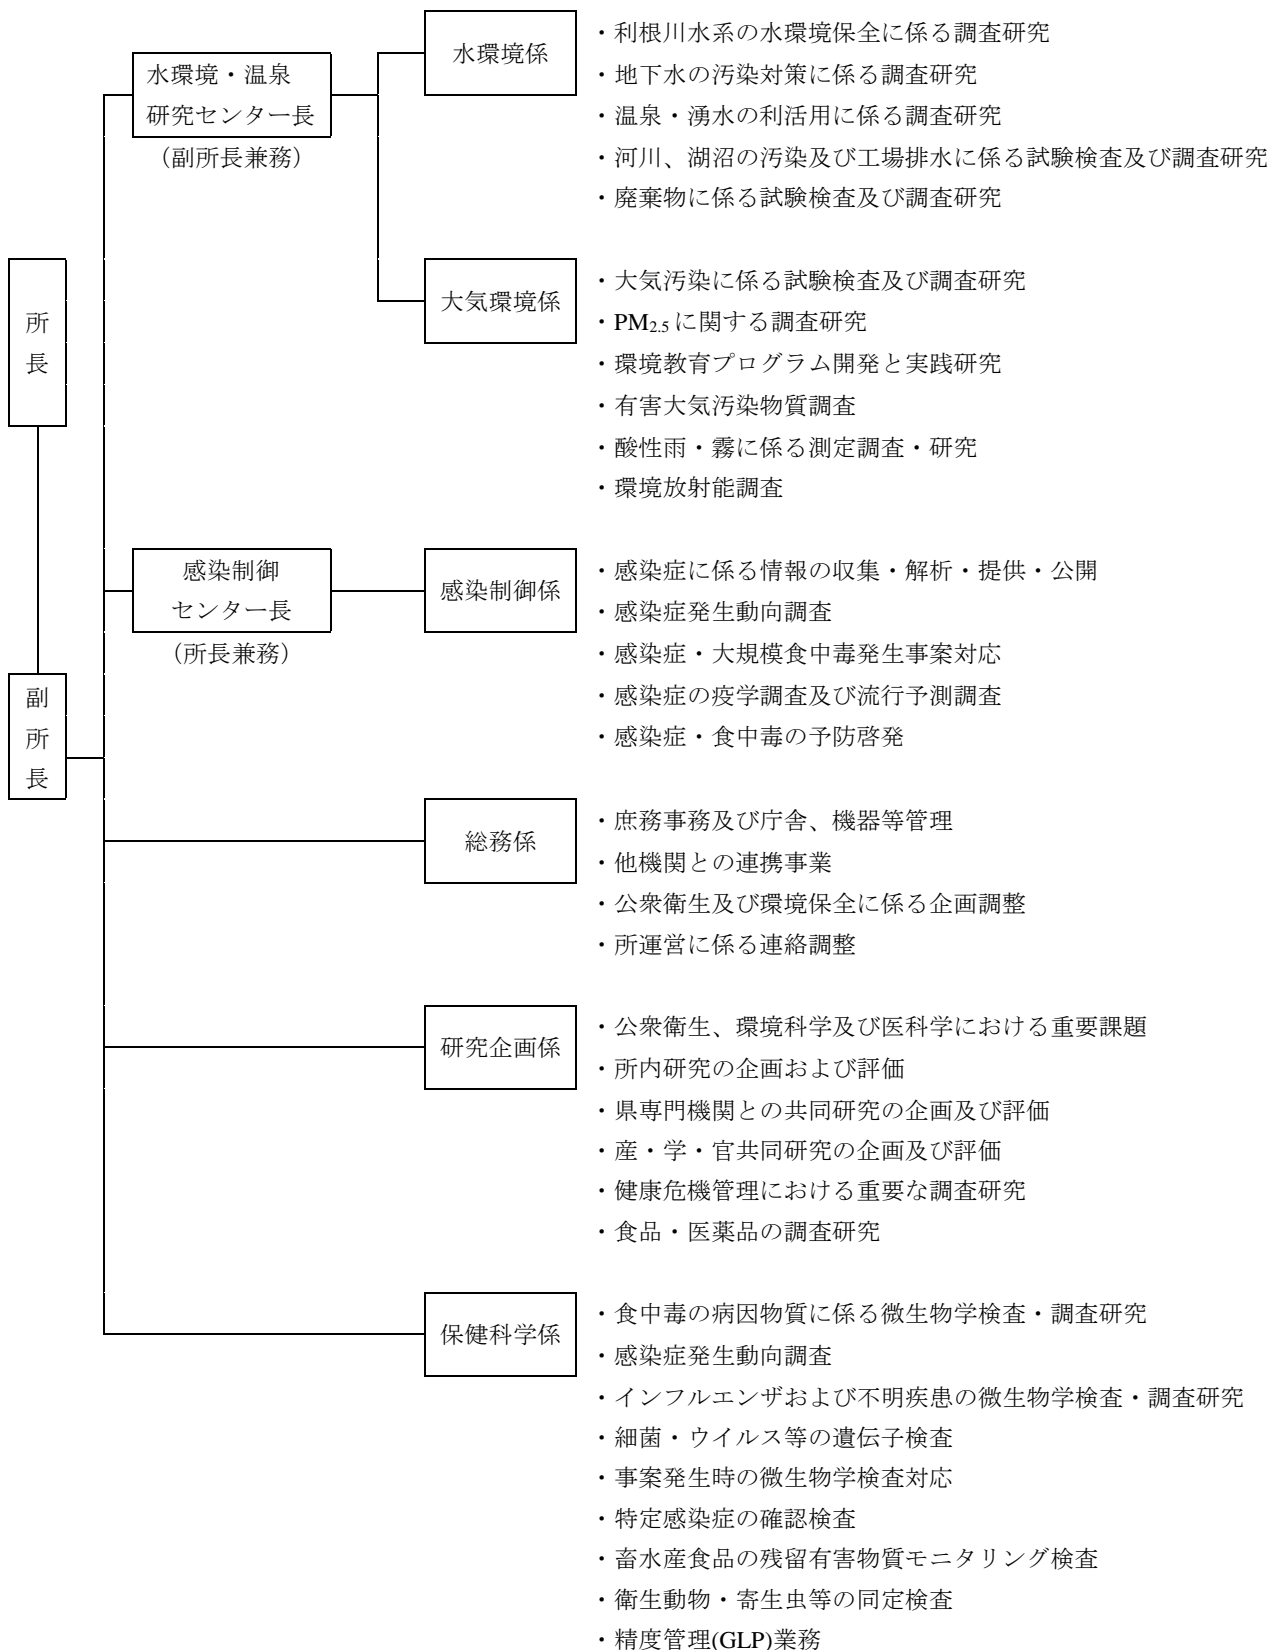 所
長
副
所
長
水環境・温泉
研究センター長
（副所長兼務）
水環境係
・利根川水系の水環境保全に係る調査研究
・地下水の汚染対策に係る調査研究
・温泉・湧水の利活用に係る調査研究
・河川、湖沼の汚染及び工場排水に係る試験検査及び調査研究
・廃棄物に係る試験検査及び調査研究
大気環境係
・大気汚染に係る試験検査及び調査研究
・PM2.5に関する調査研究
・環境教育プログラム開発と実践研究
・有害大気汚染物質調査
・酸性雨・霧に係る測定調査・研究
・環境放射能調査
感染制御
センター長
（所長兼務）
感染制御係
・感染症に係る情報の収集・解析・提供・公開
・感染症発生動向調査
・感染症・大規模食中毒発生事案対応
・感染症の疫学調査及び流行予測調査
・感染症・食中毒の予防啓発
総務係
・庶務事務及び庁舎、機器等管理
・他機関との連携事業
・公衆衛生及び環境保全に係る企画調整
・所運営に係る連絡調整
研究企画係
・公衆衛生、環境科学及び医科学における重要課題
・所内研究の企画および評価
・県専門機関との共同研究の企画及び評価
・産・学・官共同研究の企画及び評価
・健康危機管理における重要な調査研究
・食品・医薬品の調査研究
保健科学係
・食中毒の病因物質に係る微生物学検査・調査研究
・感染症発生動向調査
・インフルエンザおよび不明疾患の微生物学検査・調査研究
・細菌・ウイルス等の遺伝子検査
・事案発生時の微生物学検査対応
・特定感染症の確認検査
・畜水産食品の残留有害物質モニタリング検査
・衛生動物・寄生虫等の同定検査
・精度管理(GLP)業務